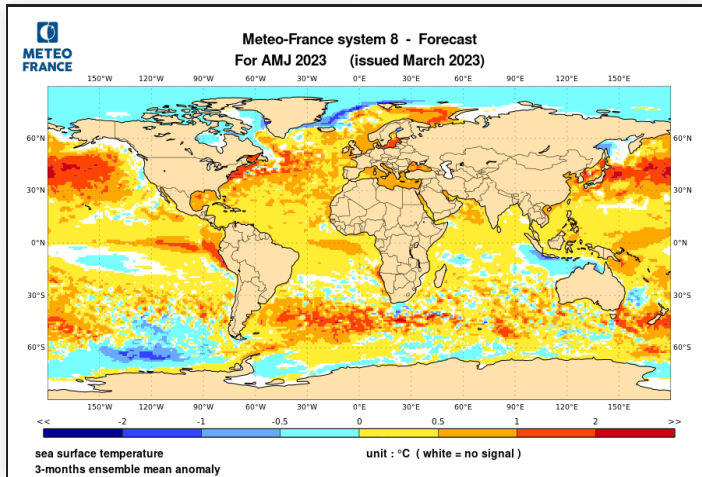 METEO
FRANCE
Meteo-France system 8 - Forecast
For AMJ 2023 (issued March 2023)
150°W 120°W 90°W 60°W 30°W 0°E 30°E 60°E 90°E 120°E 150°E
60°N 60°N
30°N 30°N
0°N 0°N
30°S 30°S
60°S 60°S
150°W 120°W 90°W 60°W 30°W 0°E 30°E 60°E 90°E 120°E 150°E
<< -2 -1 -0.5 0 0.5 1 2 >>
sea surface temperature unit : °C ( white = no signal )
3-months ensemble mean anomaly